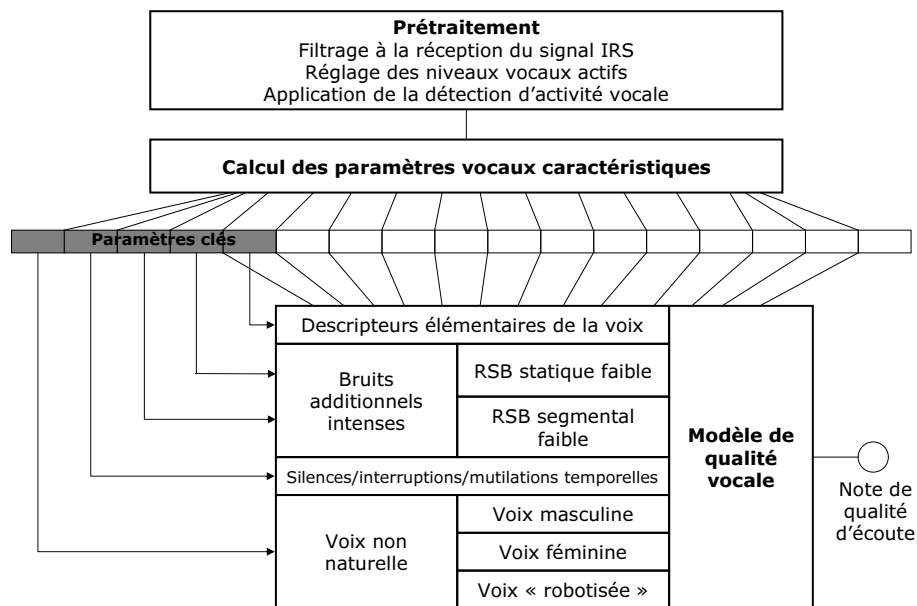 Prétraitement
Filtrage à la réception du signal IRS
Réglage des niveaux vocaux actifs
Application de la détection d'activité vocale
Calcul des paramètres vocaux caractéristiques
Paramètres clés
Descripteurs élémentaires de la voix
Bruits
additionnels
intenses
RSB statique faible
RSB segmental
faible
Silences/interruptions/mutilations temporelles
Voix non
naturelle
Voix masculine
Voix féminine
Voix « robotisée »
Modèle de
qualité
vocale
Note de
qualité
d'écoute